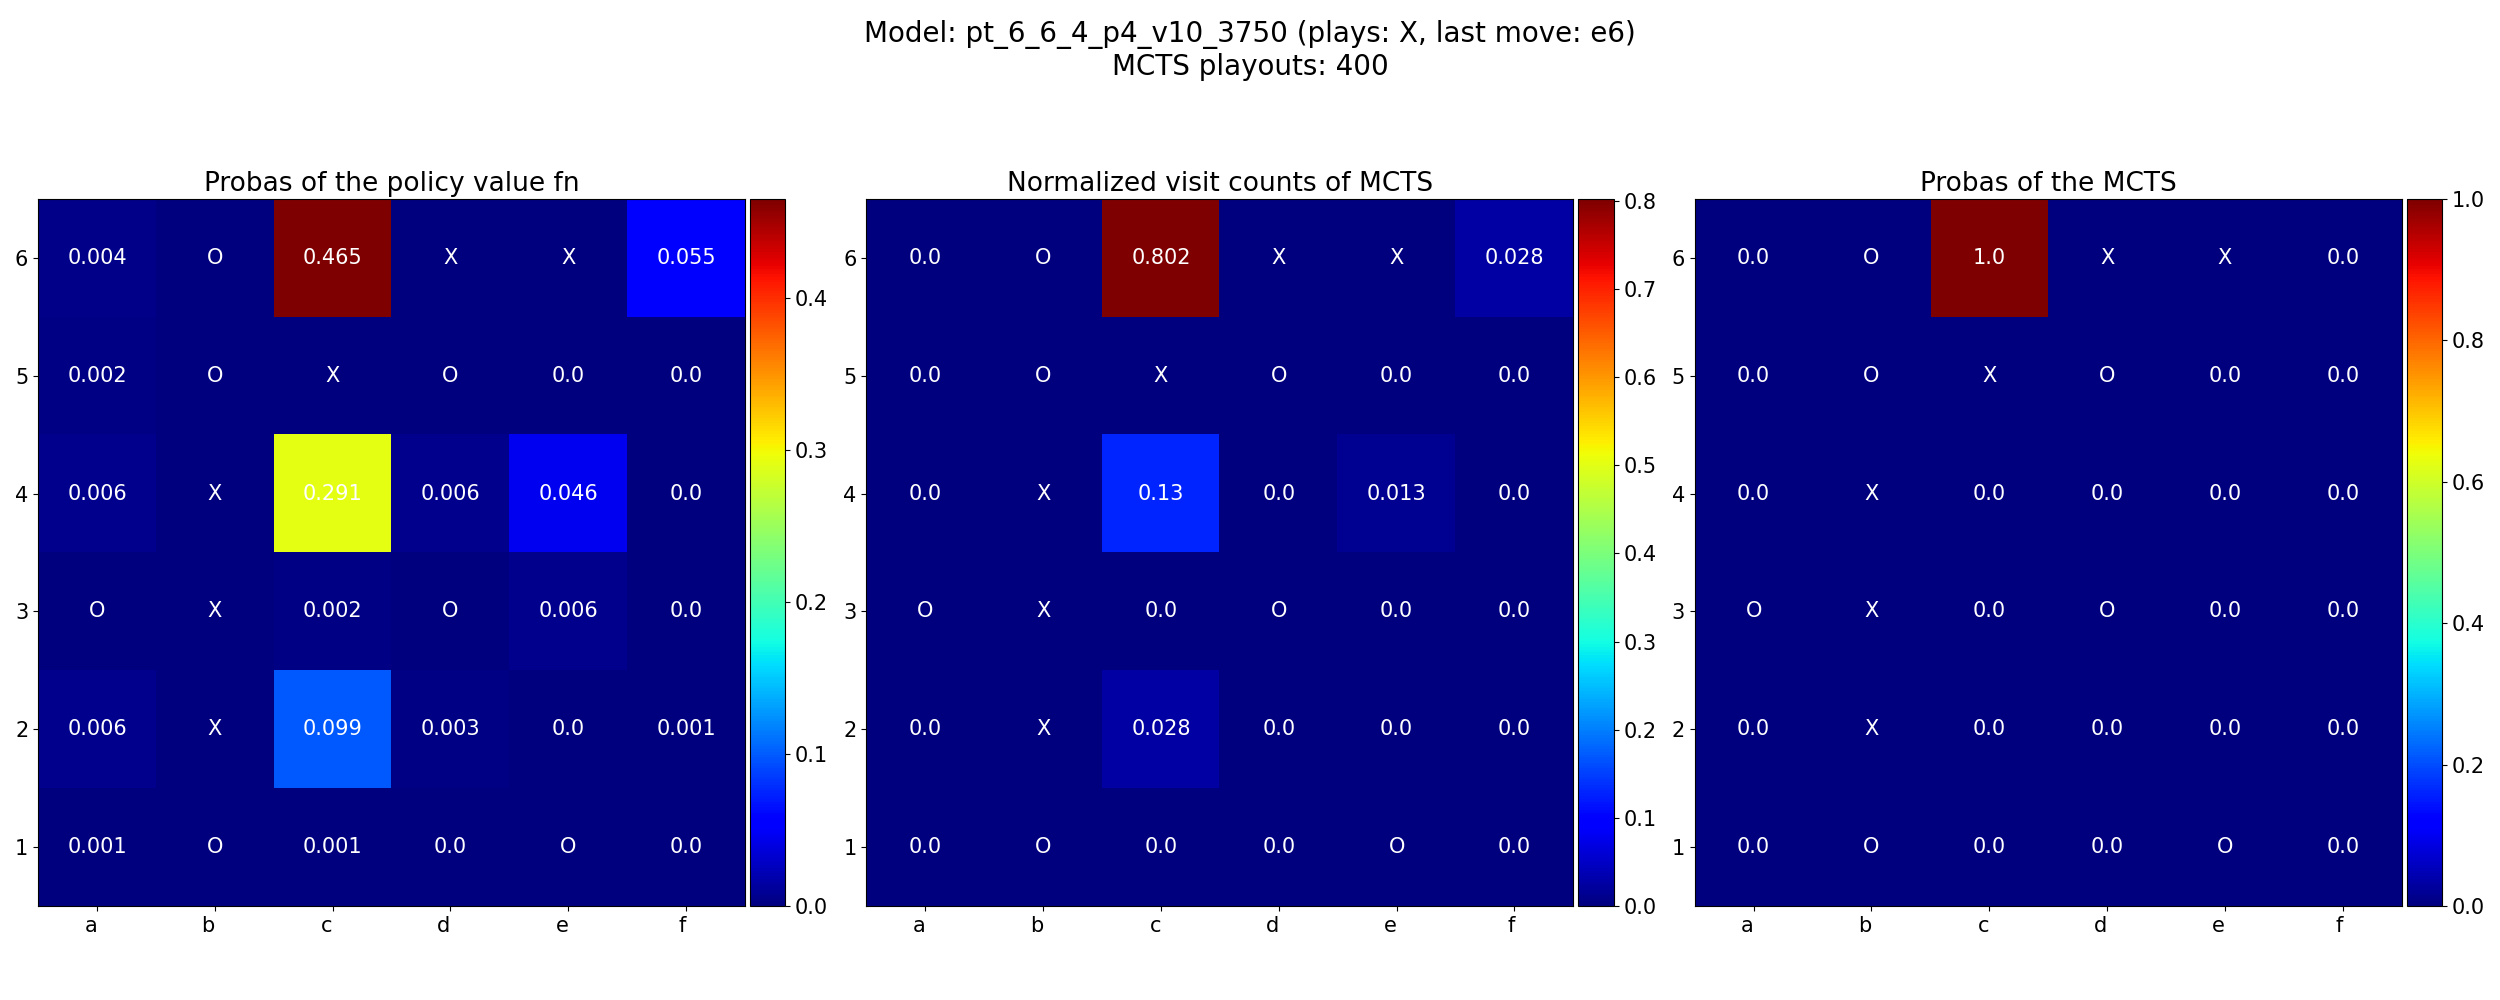 Model: pt_6_6_4_p4_v10_3750 (plays: X, last move: e6)
MCTS playouts: 400
Probas of the policy value fn
6 0.004 O 0.465 X X 0.055
5 0.002 O X O 0.0 0.0
4 0.006 X 0.291 0.006 0.046 0.0
3 O X 0.002 O 0.006 0.0
2 0.006 X 0.099 0.003 0.0 0.001
1 0.001 O 0.001 0.0 O 0.0
a b c d e f
0.4
0.3
0.2
0.1
0.0
Normalized visit counts of MCTS
6 0.0 O 0.802 X X 0.028
5 0.0 O X O 0.0 0.0
4 0.0 X 0.13 0.0 0.013 0.0
3 O X 0.0 O 0.0 0.0
2 0.0 X 0.028 0.0 0.0 0.0
1 0.0 O 0.0 0.0 O 0.0
a b c d e f
0.8
0.7
0.6
0.5
0.4
0.3
0.2
0.1
0.0
Probas of the MCTS
6 0.0 O 1.0 X X 0.0
5 0.0 O X O 0.0 0.0
4 0.0 X 0.0 0.0 0.0 0.0
3 O X 0.0 O 0.0 0.0
2 0.0 X 0.0 0.0 0.0 0.0
1 0.0 O 0.0 0.0 O 0.0
a b c d e f
1.0
0.8
0.6
0.4
0.2
0.0